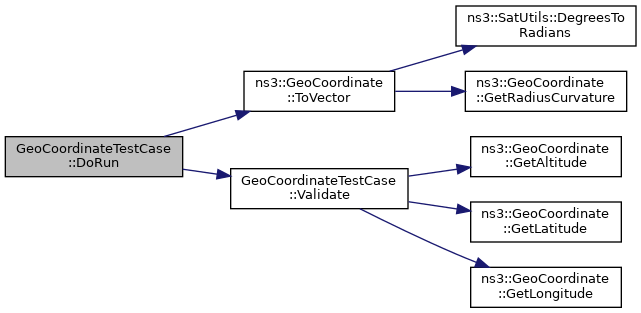 GeoCoordinateTestCase
::DoRun
ns3::GeoCoordinate
::ToVector
GeoCoordinateTestCase
::Validate
ns3::SatUtils::DegreesTo
Radians
ns3::GeoCoordinate
::GetRadiusCurvature
ns3::GeoCoordinate
::GetAltitude
ns3::GeoCoordinate
::GetLatitude
ns3::GeoCoordinate
::GetLongitude